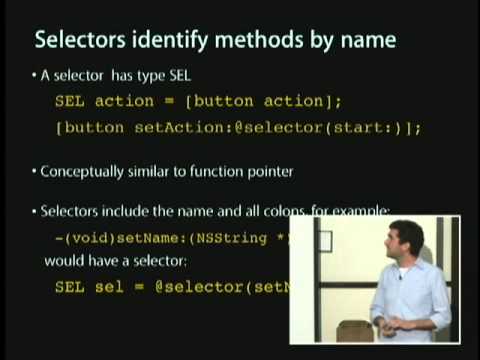 Selectors identify methods by name
• A selector has type SEL
SEL action = [button action];
[button setAction:@selector(start:)];
• Conceptually similar to function pointer
• Selectors include the name and all colons, for example:
-(void)setName:(NSString *)
would have a selector:
SEL sel = @selector(setN